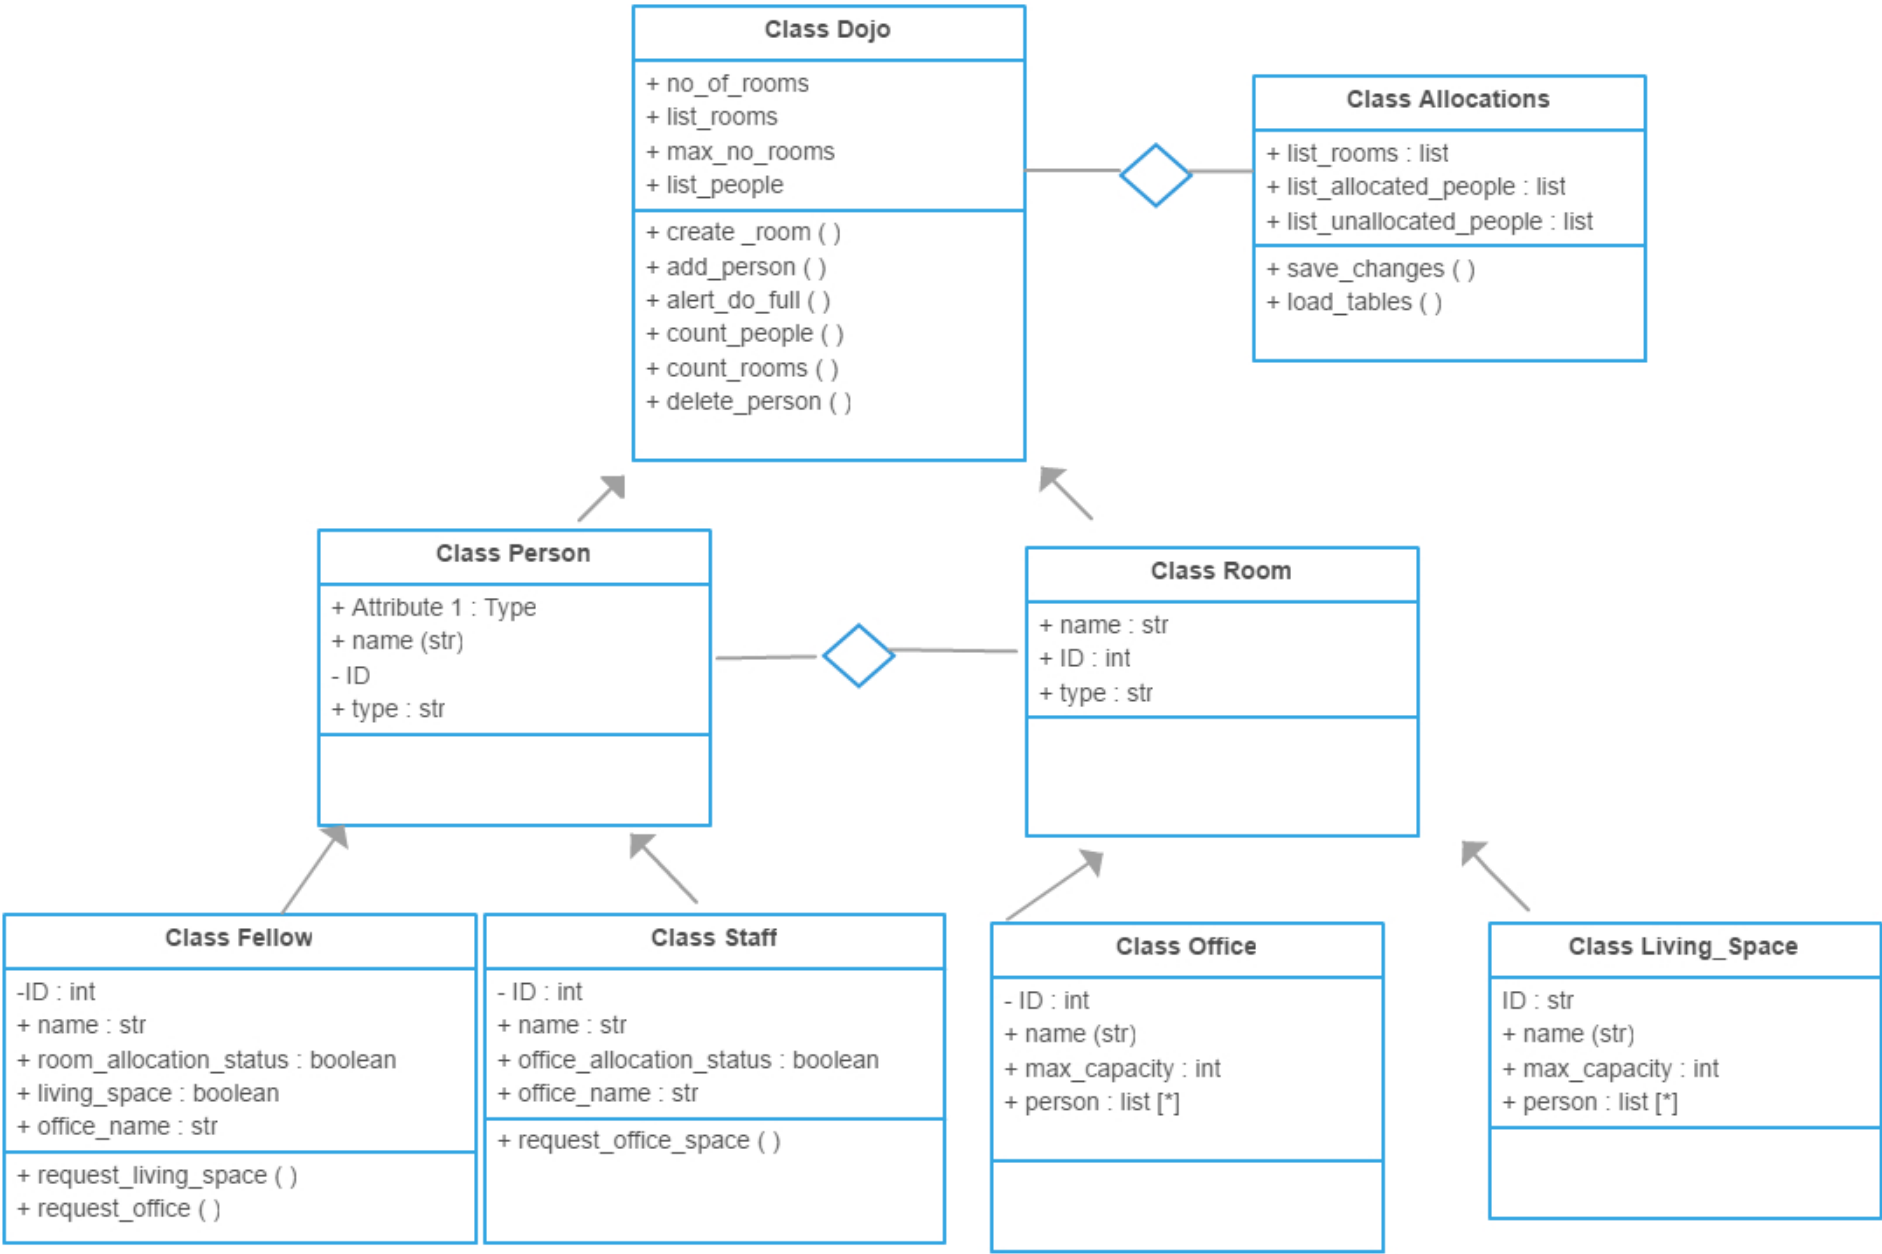 Class Dojo
+ no_of_rooms
+ list_rooms
+ max_no_rooms
+ list_people
+ create _room ( )
+ add_person ( )
+ alert_do_full ( )
+ count_people ( )
+ count_rooms ( )
+ delete_person ( )
Class Allocations
+ list_rooms : list
+ list_allocated_people : list
+ list_unallocated_people : list
+ save_changes ( )
+ load_tables ( )
Class Person
+ Attribute 1 : Type
+ name (str)
- ID
+ type : str
Class Room
+ name : str
+ ID : int
+ type : str
Class Fellow
-ID : int
+ name : str
+ room_allocation_status : boolean
+ living_space : boolean
+ office_name : str
+ request_living_space ( )
+ request_office ( )
Class Staff
- ID : int
+ name : str
+ office_allocation_status : boolean
+ office_name : str
+ request_office_space ( )
Class Office
- ID : int
+ name (str)
+ max_capacity : int
+ person : list [*]
Class Living_Space
ID : str
+ name (str)
+ max_capacity : int
+ person : list [*]